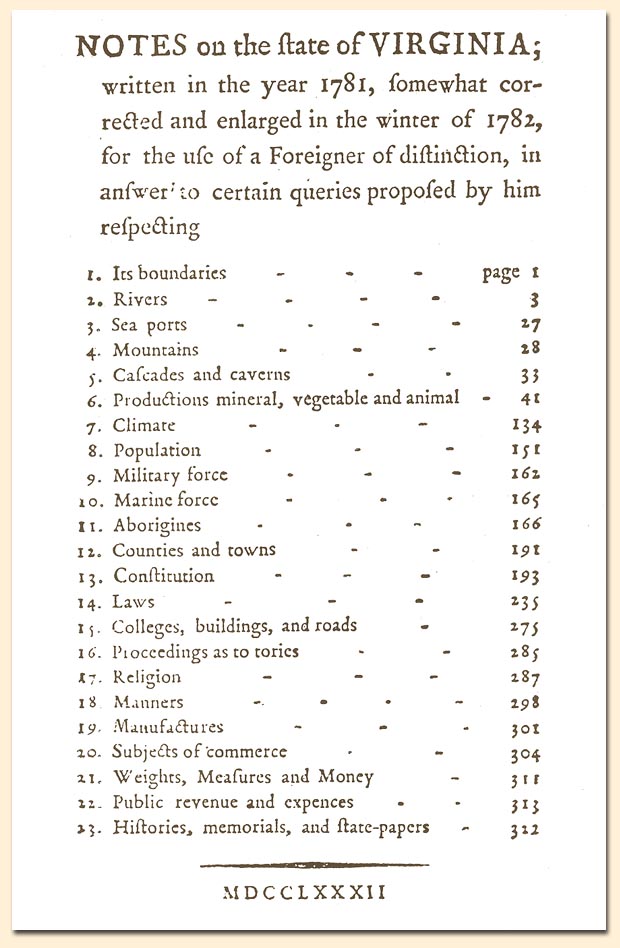 NOTES on the ſtate of VIRGINIA;
written in the year 1781, ſomewhat cor-
rected and enlarged in the winter of 1782,
for the uſe of a Foreigner of diſtinction, in
anſwer to certain queries propoſed by him
reſpecting
1. Its boundaries - - - page 1
2. Rivers - - - - 3
3. Sea ports - - - - 27
4. Mountains - - - 28
5. Caſcades and caverns - - 33
6. Productions mineral, vegetable and animal - 41
7. Climate - - - 134
8. Population - - - 151
9. Military force - - - 162
10. Marine force - - - 165
11. Aborigines - - - 166
12. Counties and towns - - 191
13. Conſtitution - - - 193
14. Laws - - - 235
15. Colleges, buildings, and roads - 275
16. Proceedings as to tories - - 285
17. Religion - - - 287
18 Manners - - - - 298
19. Manufactures - - - 301
20. Subjects of commerce - - 304
21. Weights, Meaſures and Money - 311
22. Public revenue and expences - - 313
23. Hiſtories, memorials, and ſtate-papers - 322
MDCCLXXXII